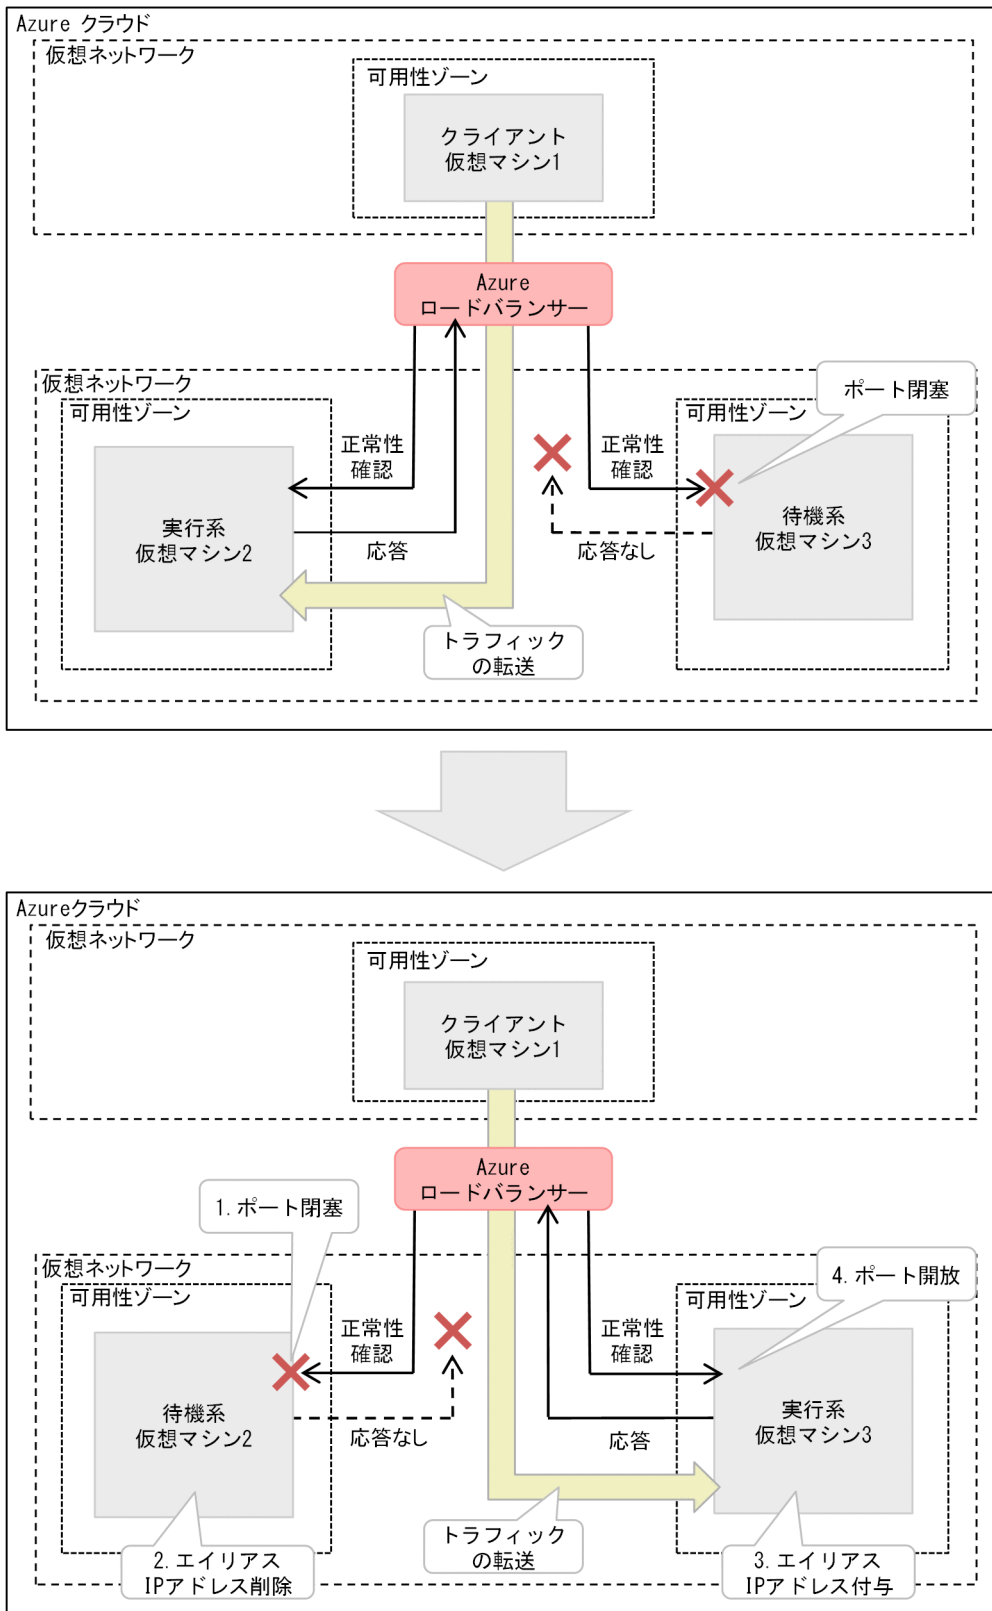 Azure クラウド
仮想ネットワーク
可用性ゾーン
クライアント
仮想マシン1
Azure
ロードバランサー
仮想ネットワーク
可用性ゾーン
正常性
確認
実行系
仮想マシン2
応答
正常性
確認
応答なし
可用性ゾーン
ポート閉塞
待機系
仮想マシン3
トラフィック
の転送
Azureクラウド
仮想ネットワーク
可用性ゾーン
クライアント
仮想マシン1
Azure
ロードバランサー
1.ポート閉塞
仮想ネットワーク
可用性ゾーン
正常性
確認
待機系
仮想マシン2
応答なし
正常性
確認
応答
可用性ゾーン
4.ポート開放
実行系
仮想マシン3
2.エイリアス
IPアドレス削除
トラフィック
の転送
3.エイリアス
IPアドレス付与